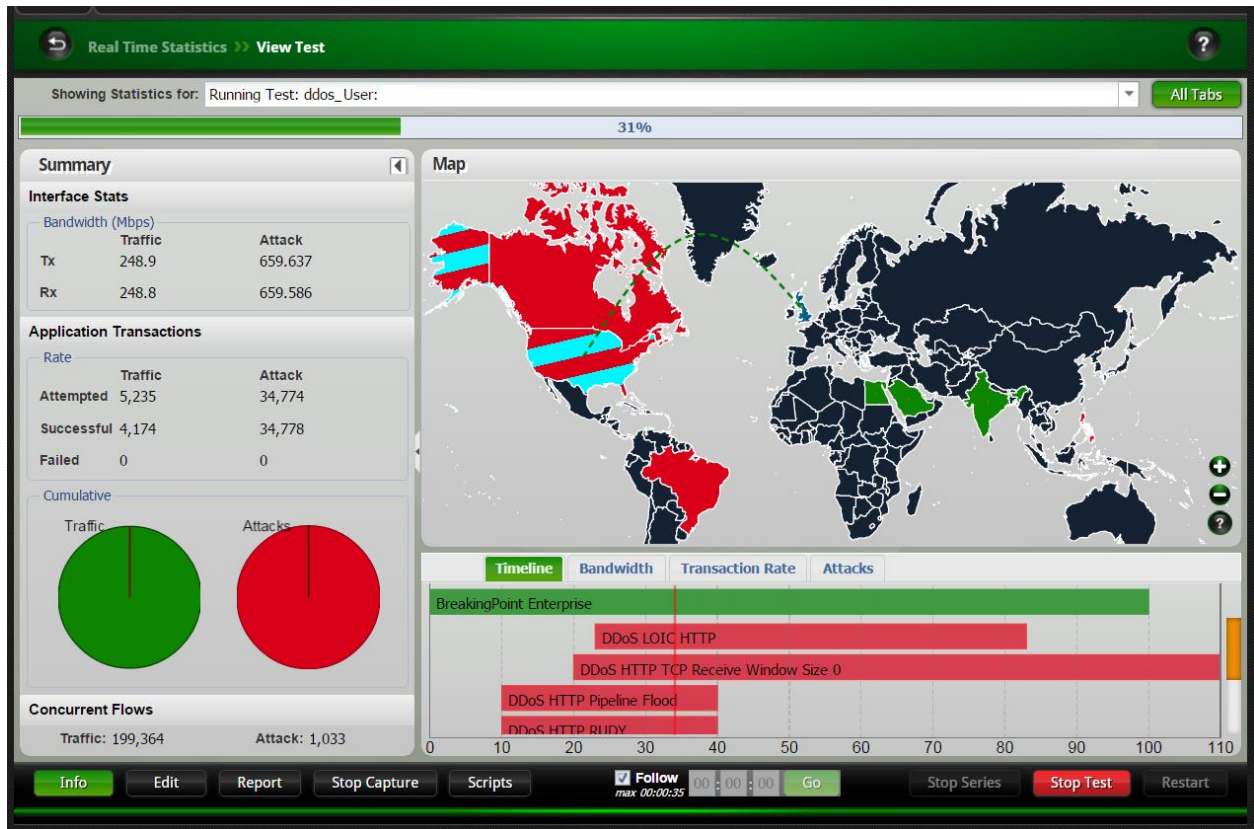 Real Time Statistics >> View Test
?
Showing Statistics for: Running Test: ddos_User:
All Tabs
31%
Summary
Interface Stats
Bandwidth (Mbps)
Traffic Attack
Tx 248.9 659.637
Rx 248.8 659.586
Application Transactions
Rate
Traffic Attack
Attempted 5,235 34,774
Successful 4,174 34,778
Failed 0 0
Cumulative
Traffic Attacks
Concurrent Flows
Traffic: 199,364 Attack: 1,033
Map
?
Timeline Bandwidth Transaction Rate Attacks
BreakingPoint Enterprise
DDoS LOIC HTTP
DDoS HTTP TCP Receive Window Size 0
DDoS HTTP Pipeline Flood
DDoS HTTP RUDY
0 10 20 30 40 50 60 70 80 90 100 110
Info Edit Report Stop Capture Scripts Follow 00 : 00 : 00 Go Stop Series Stop Test Restart
max 00:00:35